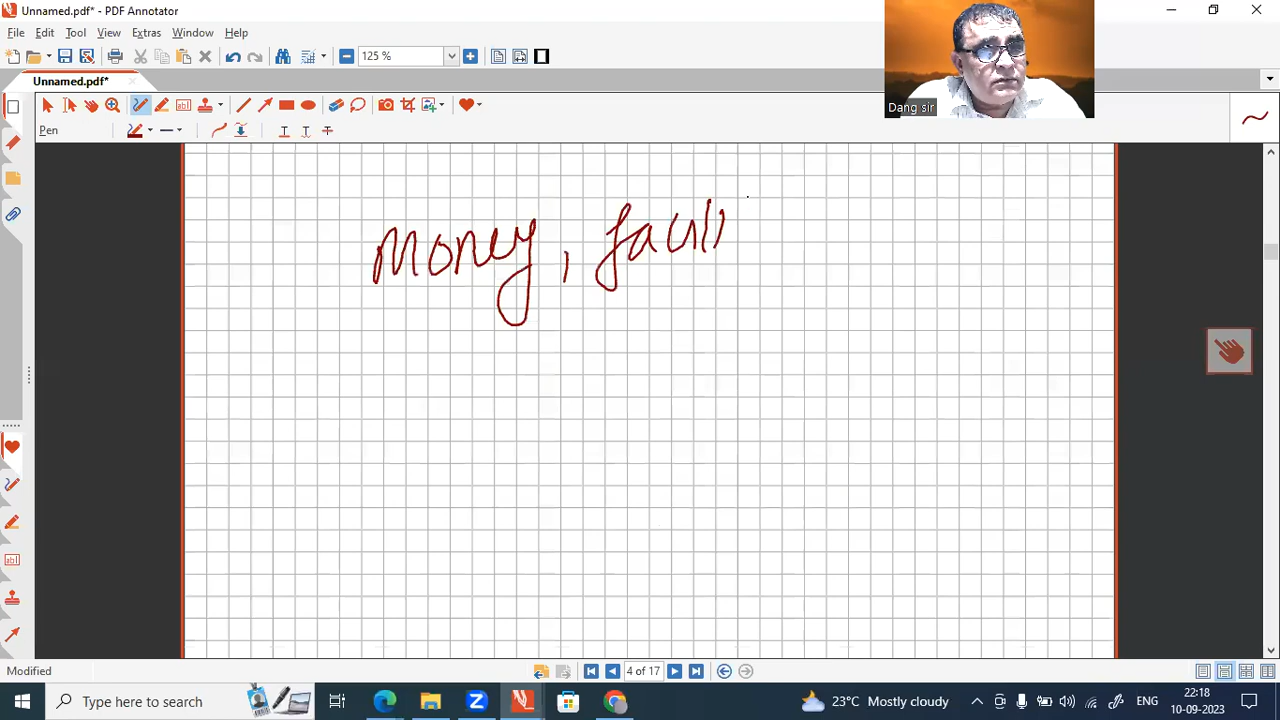 Unnamed.pdf* - PDF Annotator
File Edit Tool View Extras Window Help
125 %
Unnamed.pdf*
Dang sir
Pen
Money,
Modified
4 of 17
Type here to search
23°C Mostly cloudy
ENG
22:18
10-09-2023